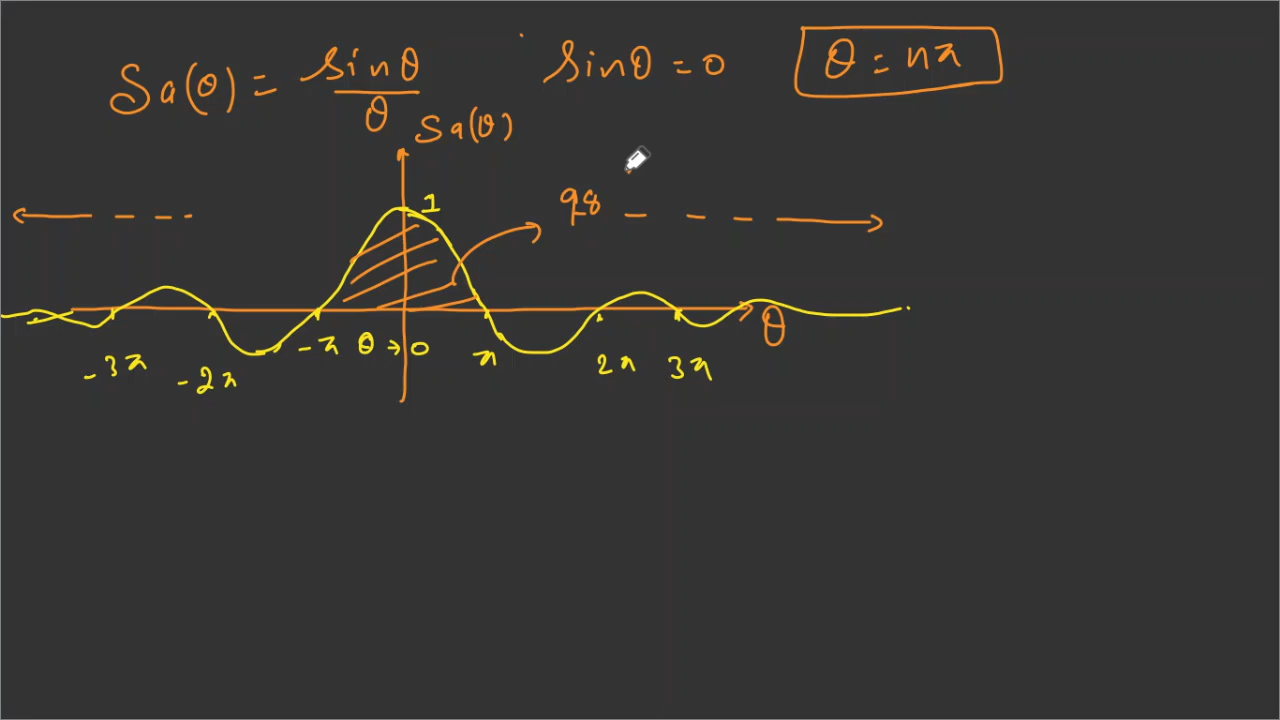 Sa(θ) = sinθ/θ
sinθ = 0
θ = nπ
Sa(θ)
1
98
-3π
-2π
-π
θ→0
π
2π
3π
θ